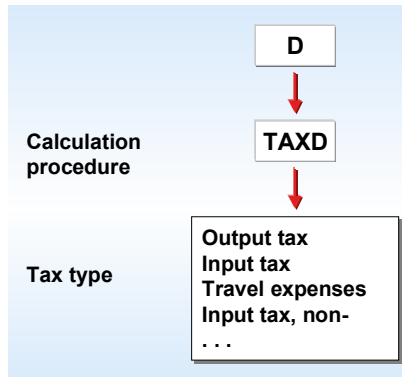 D
Calculation
procedure
TAXD
Tax type
Output tax
Input tax
Travel expenses
Input tax, non-
. . .